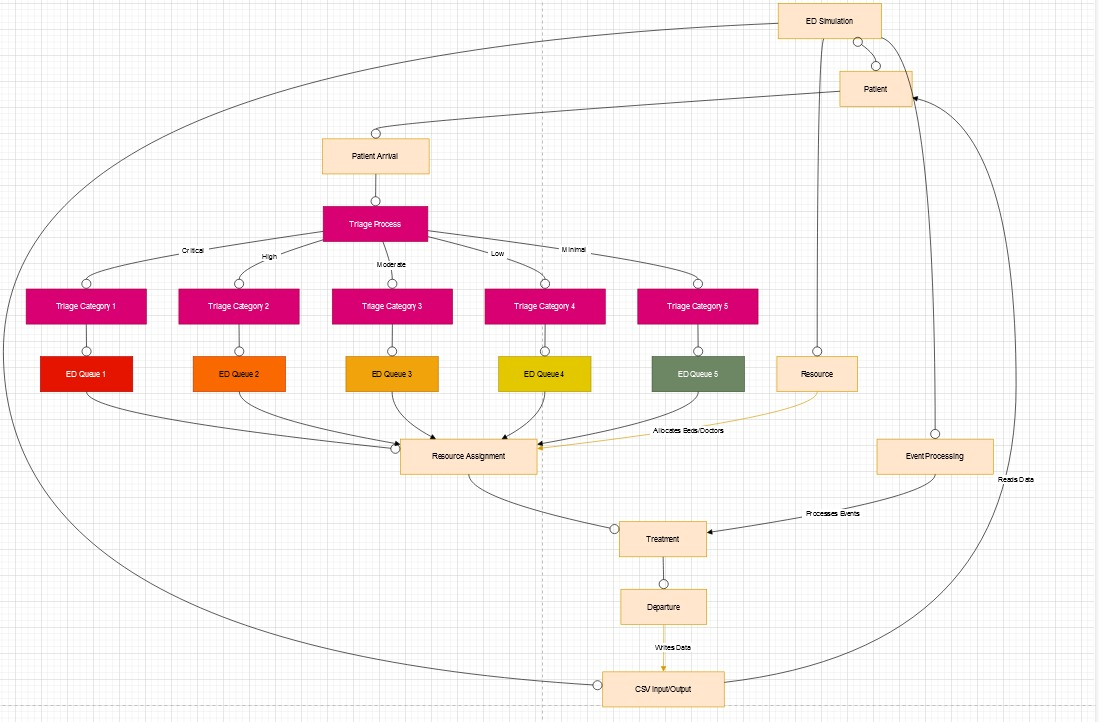 ED Simulation
Patient
Patient Arrival
Triage Process
Critical
High
Moderate
Low
Minimal
Triage Category 1
Triage Category 2
Triage Category 3
Triage Category 4
Triage Category 5
ED Queue 1
ED Queue 2
ED Queue 3
ED Queue 4
ED Queue 5
Resource
Allocates Beds/Doctors
Resource Assignment
Event Processing
Reads Data
Processes Events
Treatment
Departure
Writes Data
CSV Input/Output